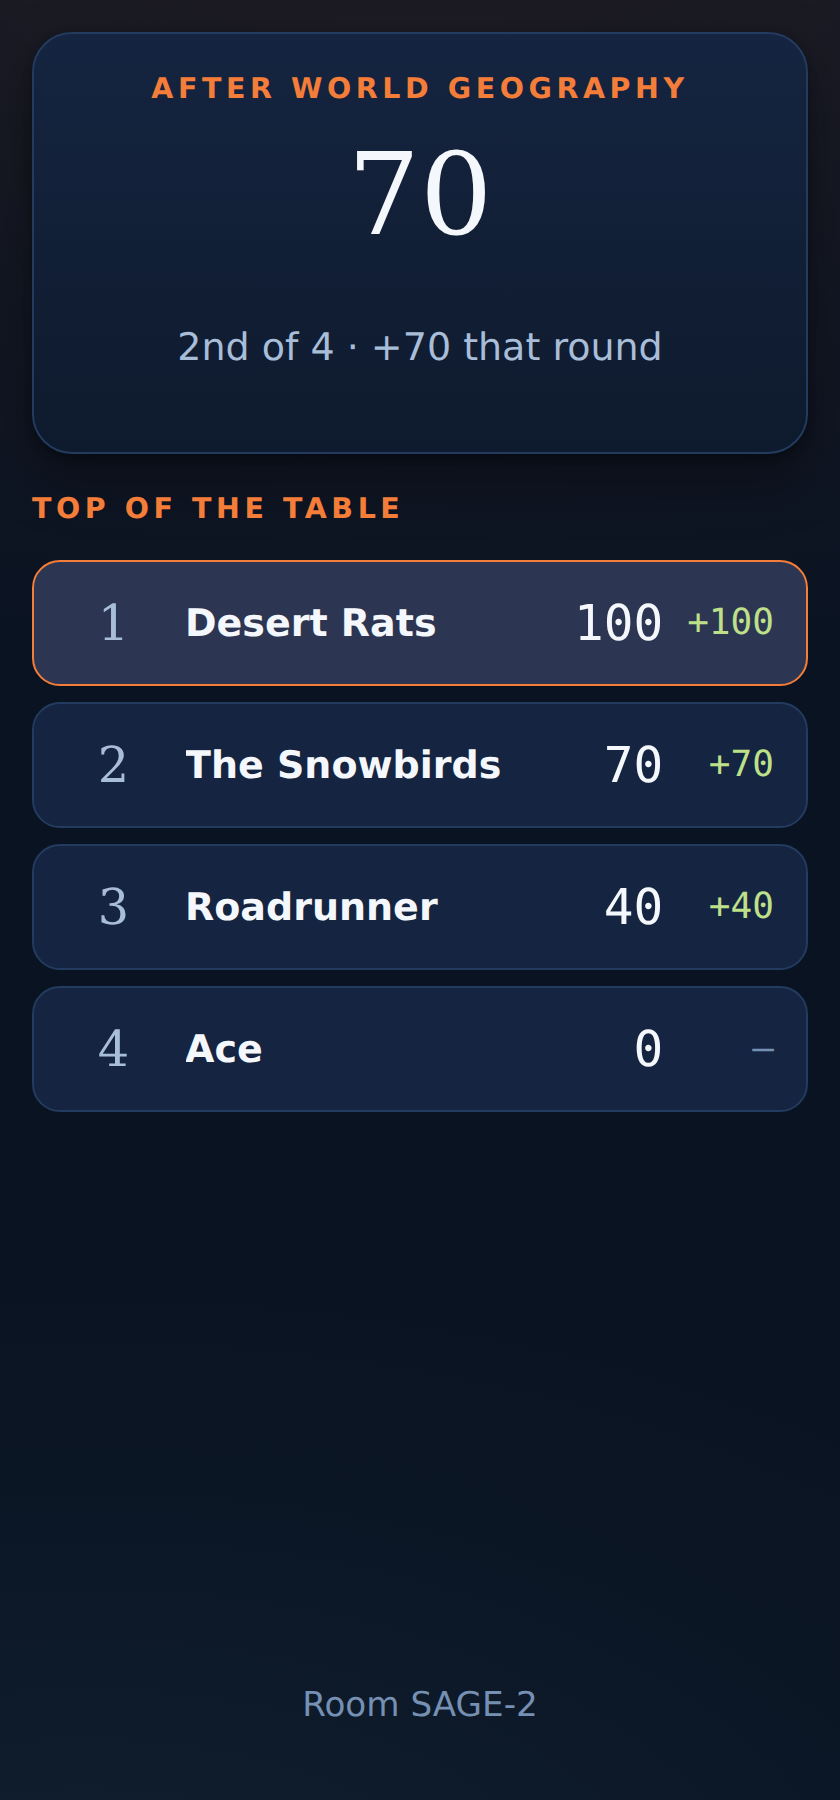 AFTER WORLD GEOGRAPHY
70
2nd of 4 · +70 that round
TOP OF THE TABLE
1 Desert Rats 100 +100
2 The Snowbirds 70 +70
3 Roadrunner 40 +40
4 Ace 0 —
Room SAGE-2